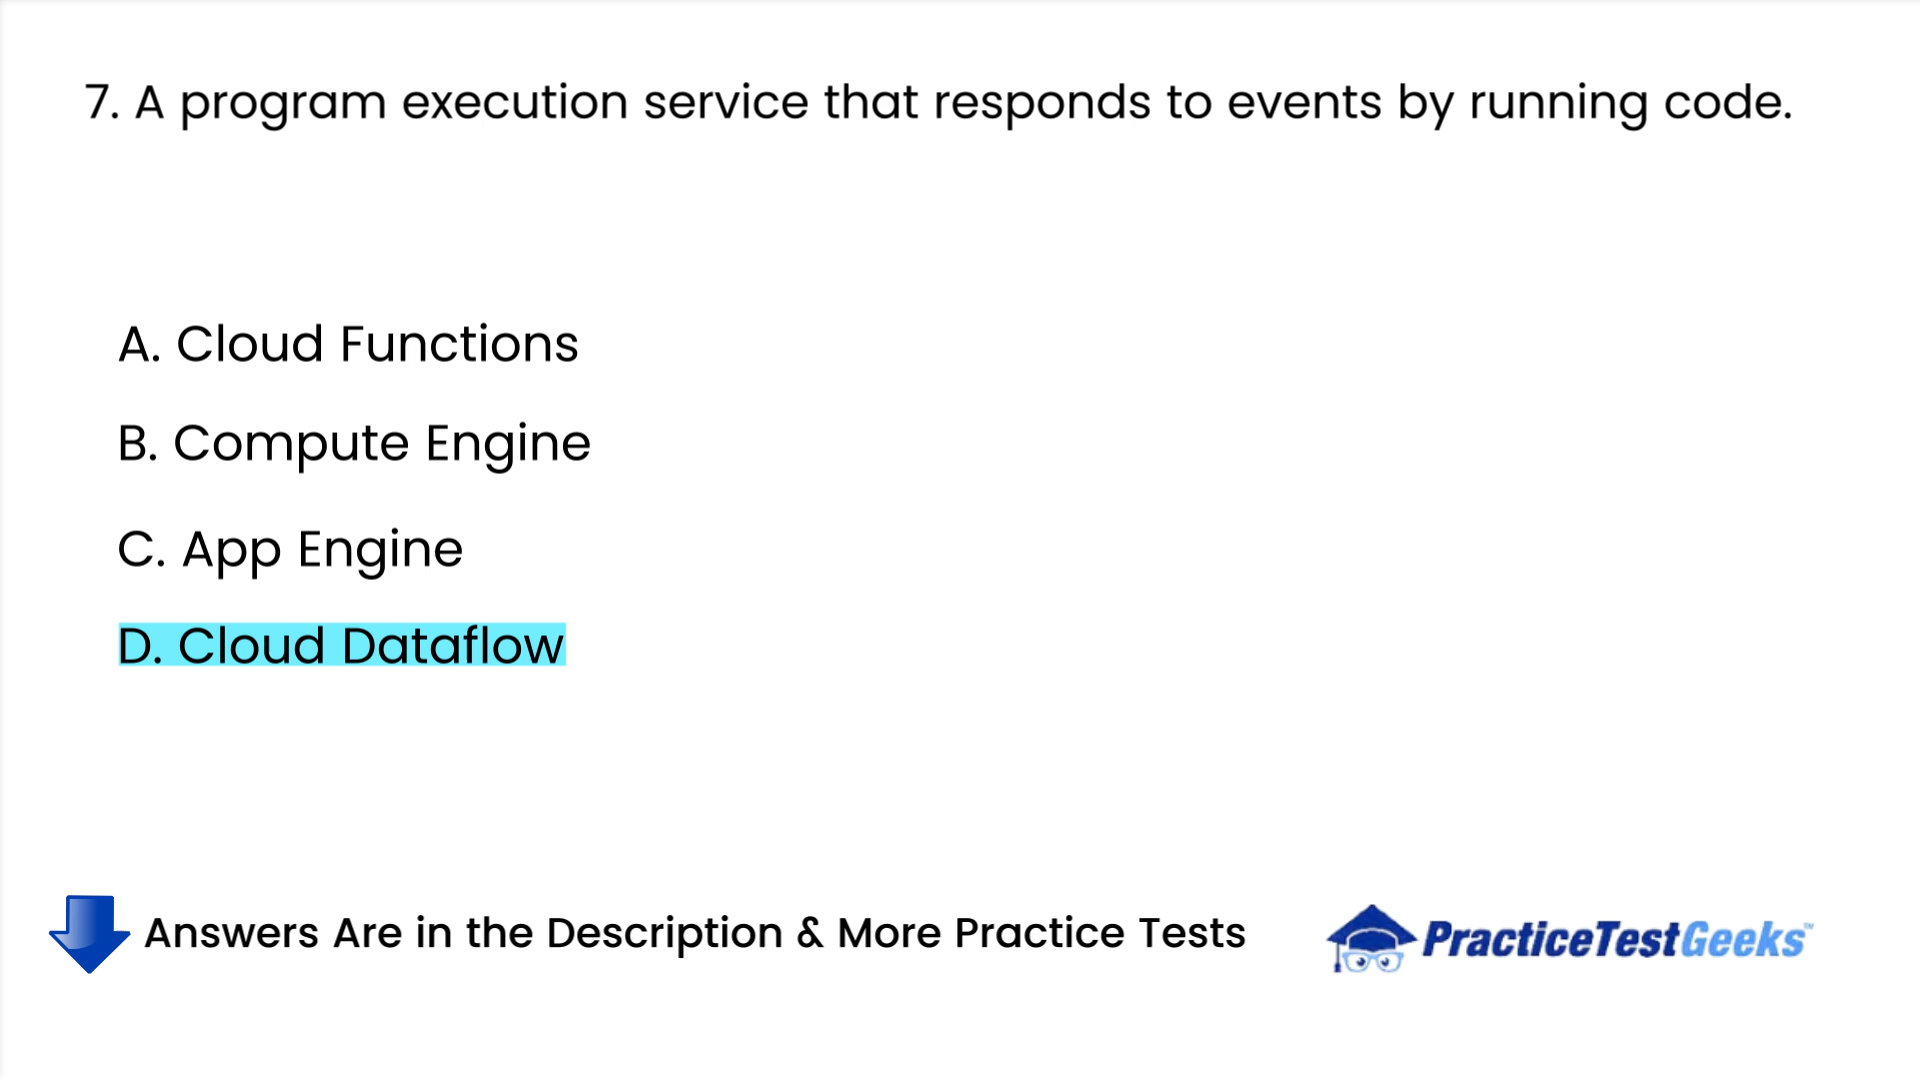 7. A program execution service that responds to events by running code.
A. Cloud Functions
B. Compute Engine
C. App Engine
D. Cloud Dataflow
Answers Are in the Description & More Practice Tests
PracticeTestGeeks™